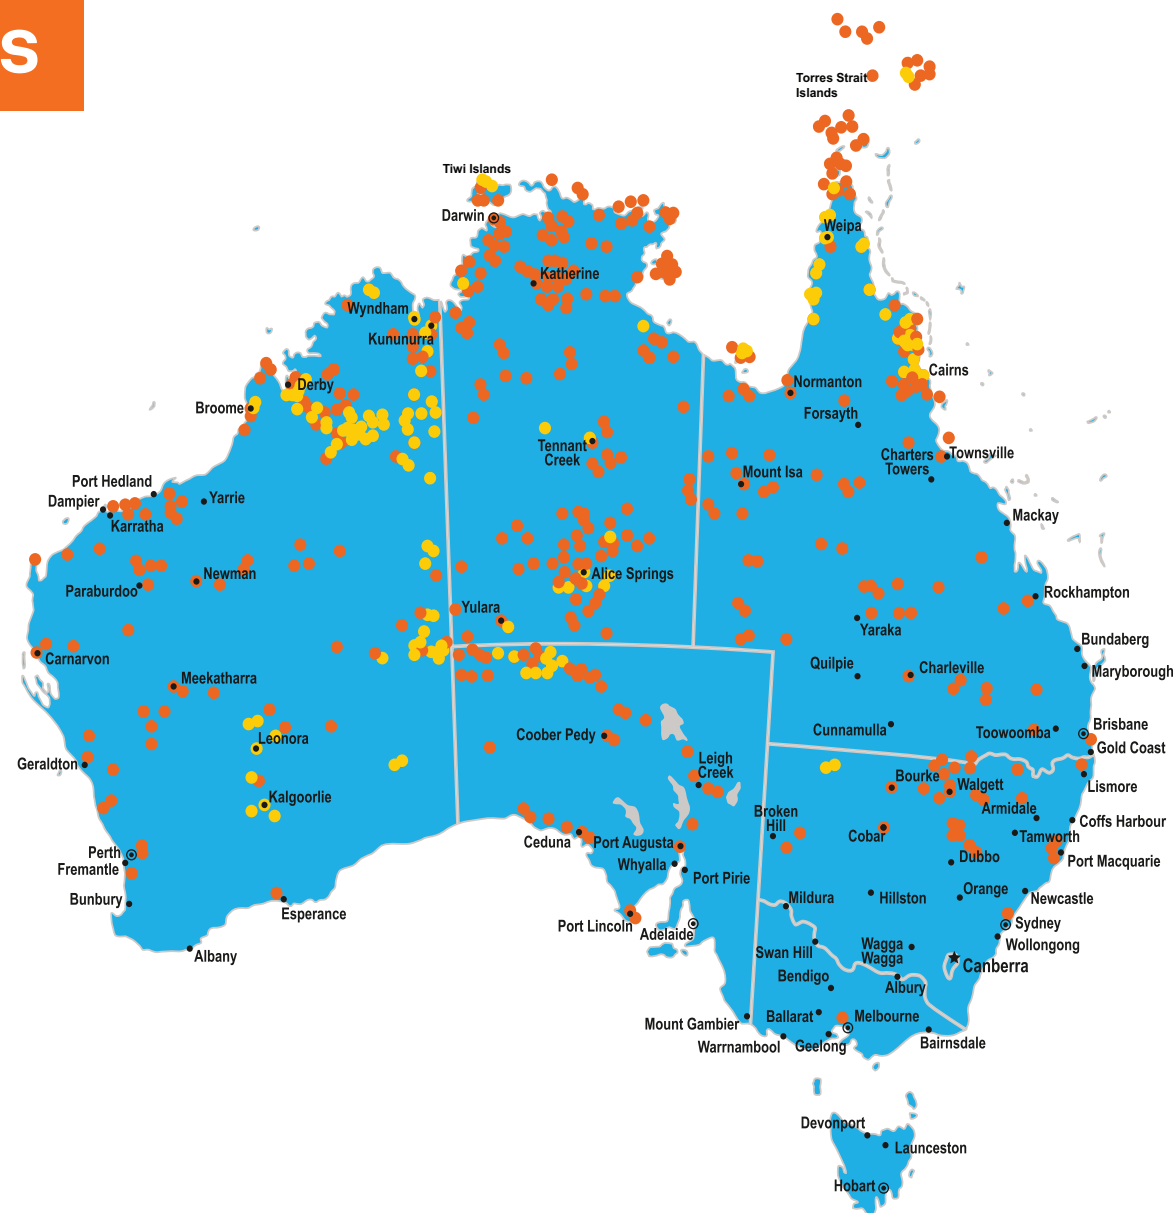 s
Torres Strait
Islands
Tiwi Islands
Darwin
Weipa
Katherine
Wyndham
Kununurra
Cairns
Derby
Normanton
Broome
Forsayth
Tennant
Creek
Charters
Towers
Townsville
Mount Isa
Port Hedland
Dampier
Yarrie
Karratha
Mackay
Newman
Alice Springs
Paraburdoo
Rockhampton
Yulara
Yaraka
Bundaberg
Carnarvon
Quilpie
Charleville
Maryborough
Meekatharra
Cunnamulla
Toowoomba
Brisbane
Leonora
Coober Pedy
Gold Coast
Geraldton
Leigh
Creek
Bourke
Walgett
Lismore
Kalgoorlie
Armidale
Broken
Hill
Coffs Harbour
Ceduna
Port Augusta
Cobar
Tamworth
Perth
Dubbo
Port Macquarie
Whyalla
Fremantle
Port Pirie
Orange
Bunbury
Mildura
Hillston
Newcastle
Esperance
Port Lincoln
Sydney
Adelaide
Wagga
Wagga
Wollongong
Swan Hill
Albany
Canberra
Bendigo
Albury
Mount Gambier
Ballarat
Melbourne
Warrnambool
Geelong
Bairnsdale
Devonport
Launceston
Hobart